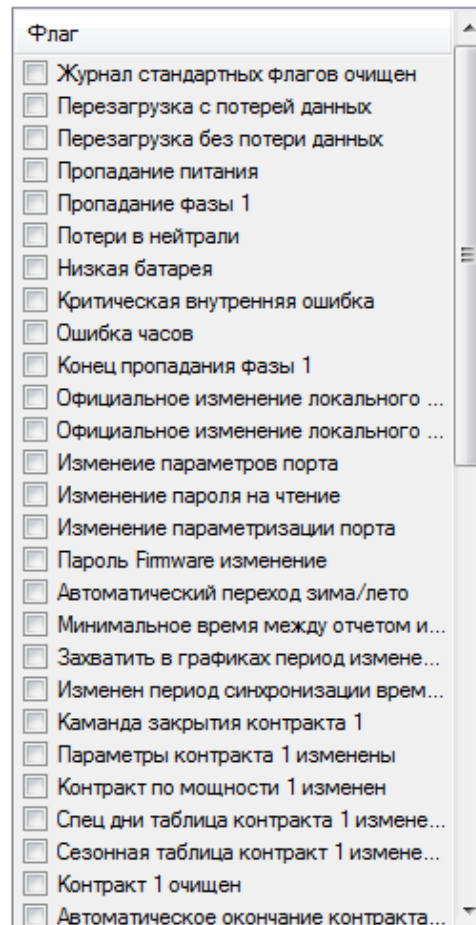 Флаг
Журнал стандартных флагов очищен
Перезагрузка с потерей данных
Перезагрузка без потери данных
Пропадание питания
Пропадание фазы 1
Потери в нейтрали
Низкая батарея
Критическая внутренняя ошибка
Ошибка часов
Конец пропадания фазы 1
Официальное изменение локального ...
Официальное изменение локального ...
Изменеие параметров порта
Изменение пароля на чтение
Изменение параметризации порта
Пароль Firmware изменение
Автоматический переход зима/лето
Минимальное время между отчетом и...
Захватить в графиках период измене...
Изменен период синхронизации врем...
Каманда закрытия контракта 1
Параметры контракта 1 изменены
Контракт по мощности 1 изменен
Спец дни таблица контракта 1 измене...
Сезонная таблица контракт 1 измене...
Контракт 1 очищен
Автоматическое окончание контракта...